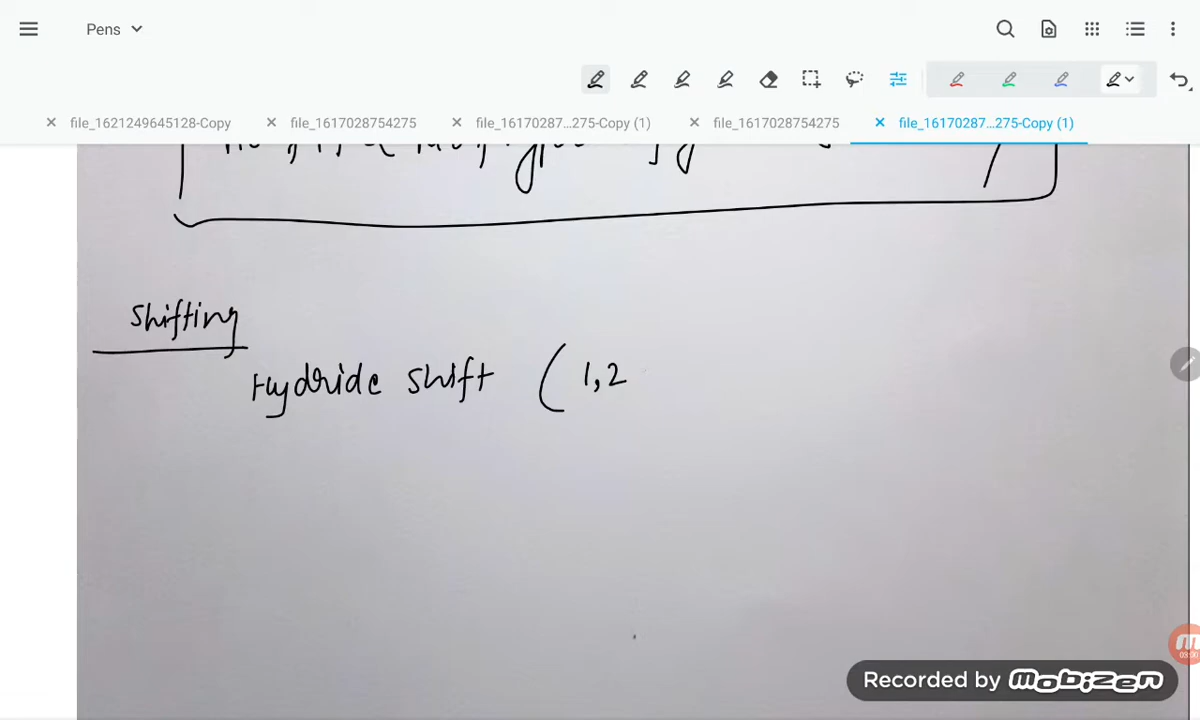 Pens
file_1621249645128-Copy
file_1617028754275
file_16170287...275-Copy (1)
file_1617028754275
file_16170287...275-Copy (1)
Shifting
Hydride shift ( 1,2
Recorded by mobizen